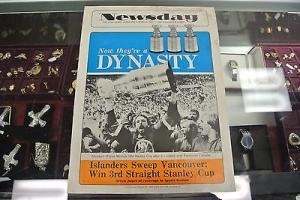 Newsday
Now they're a
DYNASTY
Islanders Sweep Vancouver;
Win 3rd Straight Stanley Cup